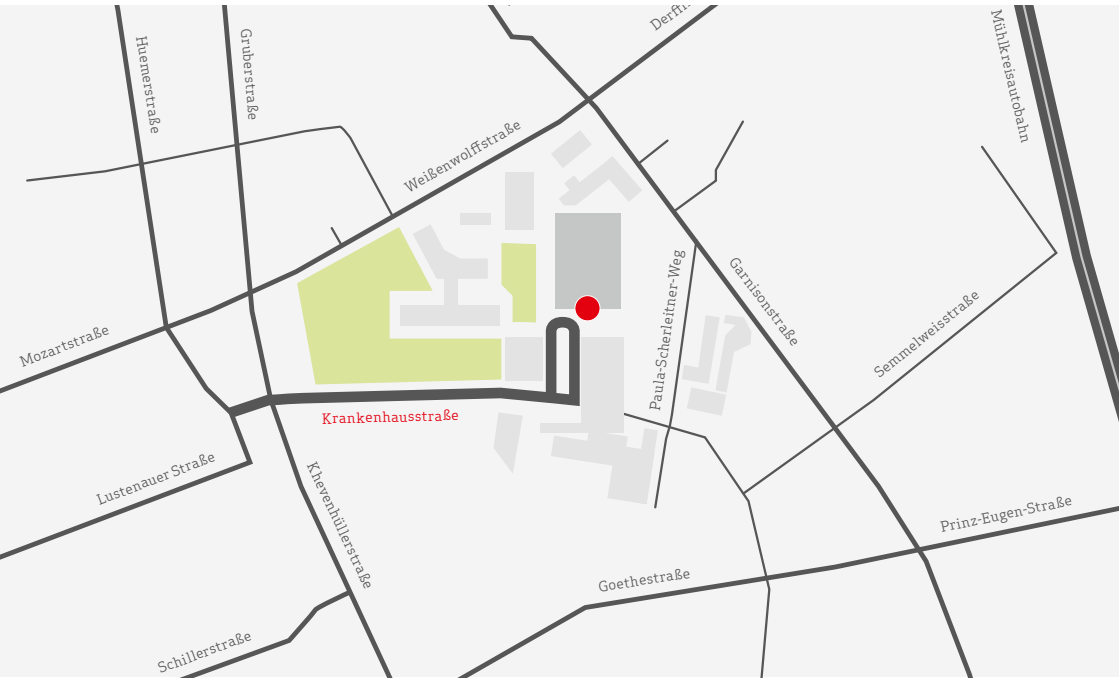 Derffli
Mühlkreisautobahn
Huemerstraße
Gruberstraße
Weißenwolffstraße
Garnisonstraße
Paula-Scherleitner-Weg
Semmelweisstraße
Mozartstraße
Krankenhausstraße
Lustenauer Straße
Khevenhüllerstraße
Prinz-Eugen-Straße
Goethestraße
Schillerstraße